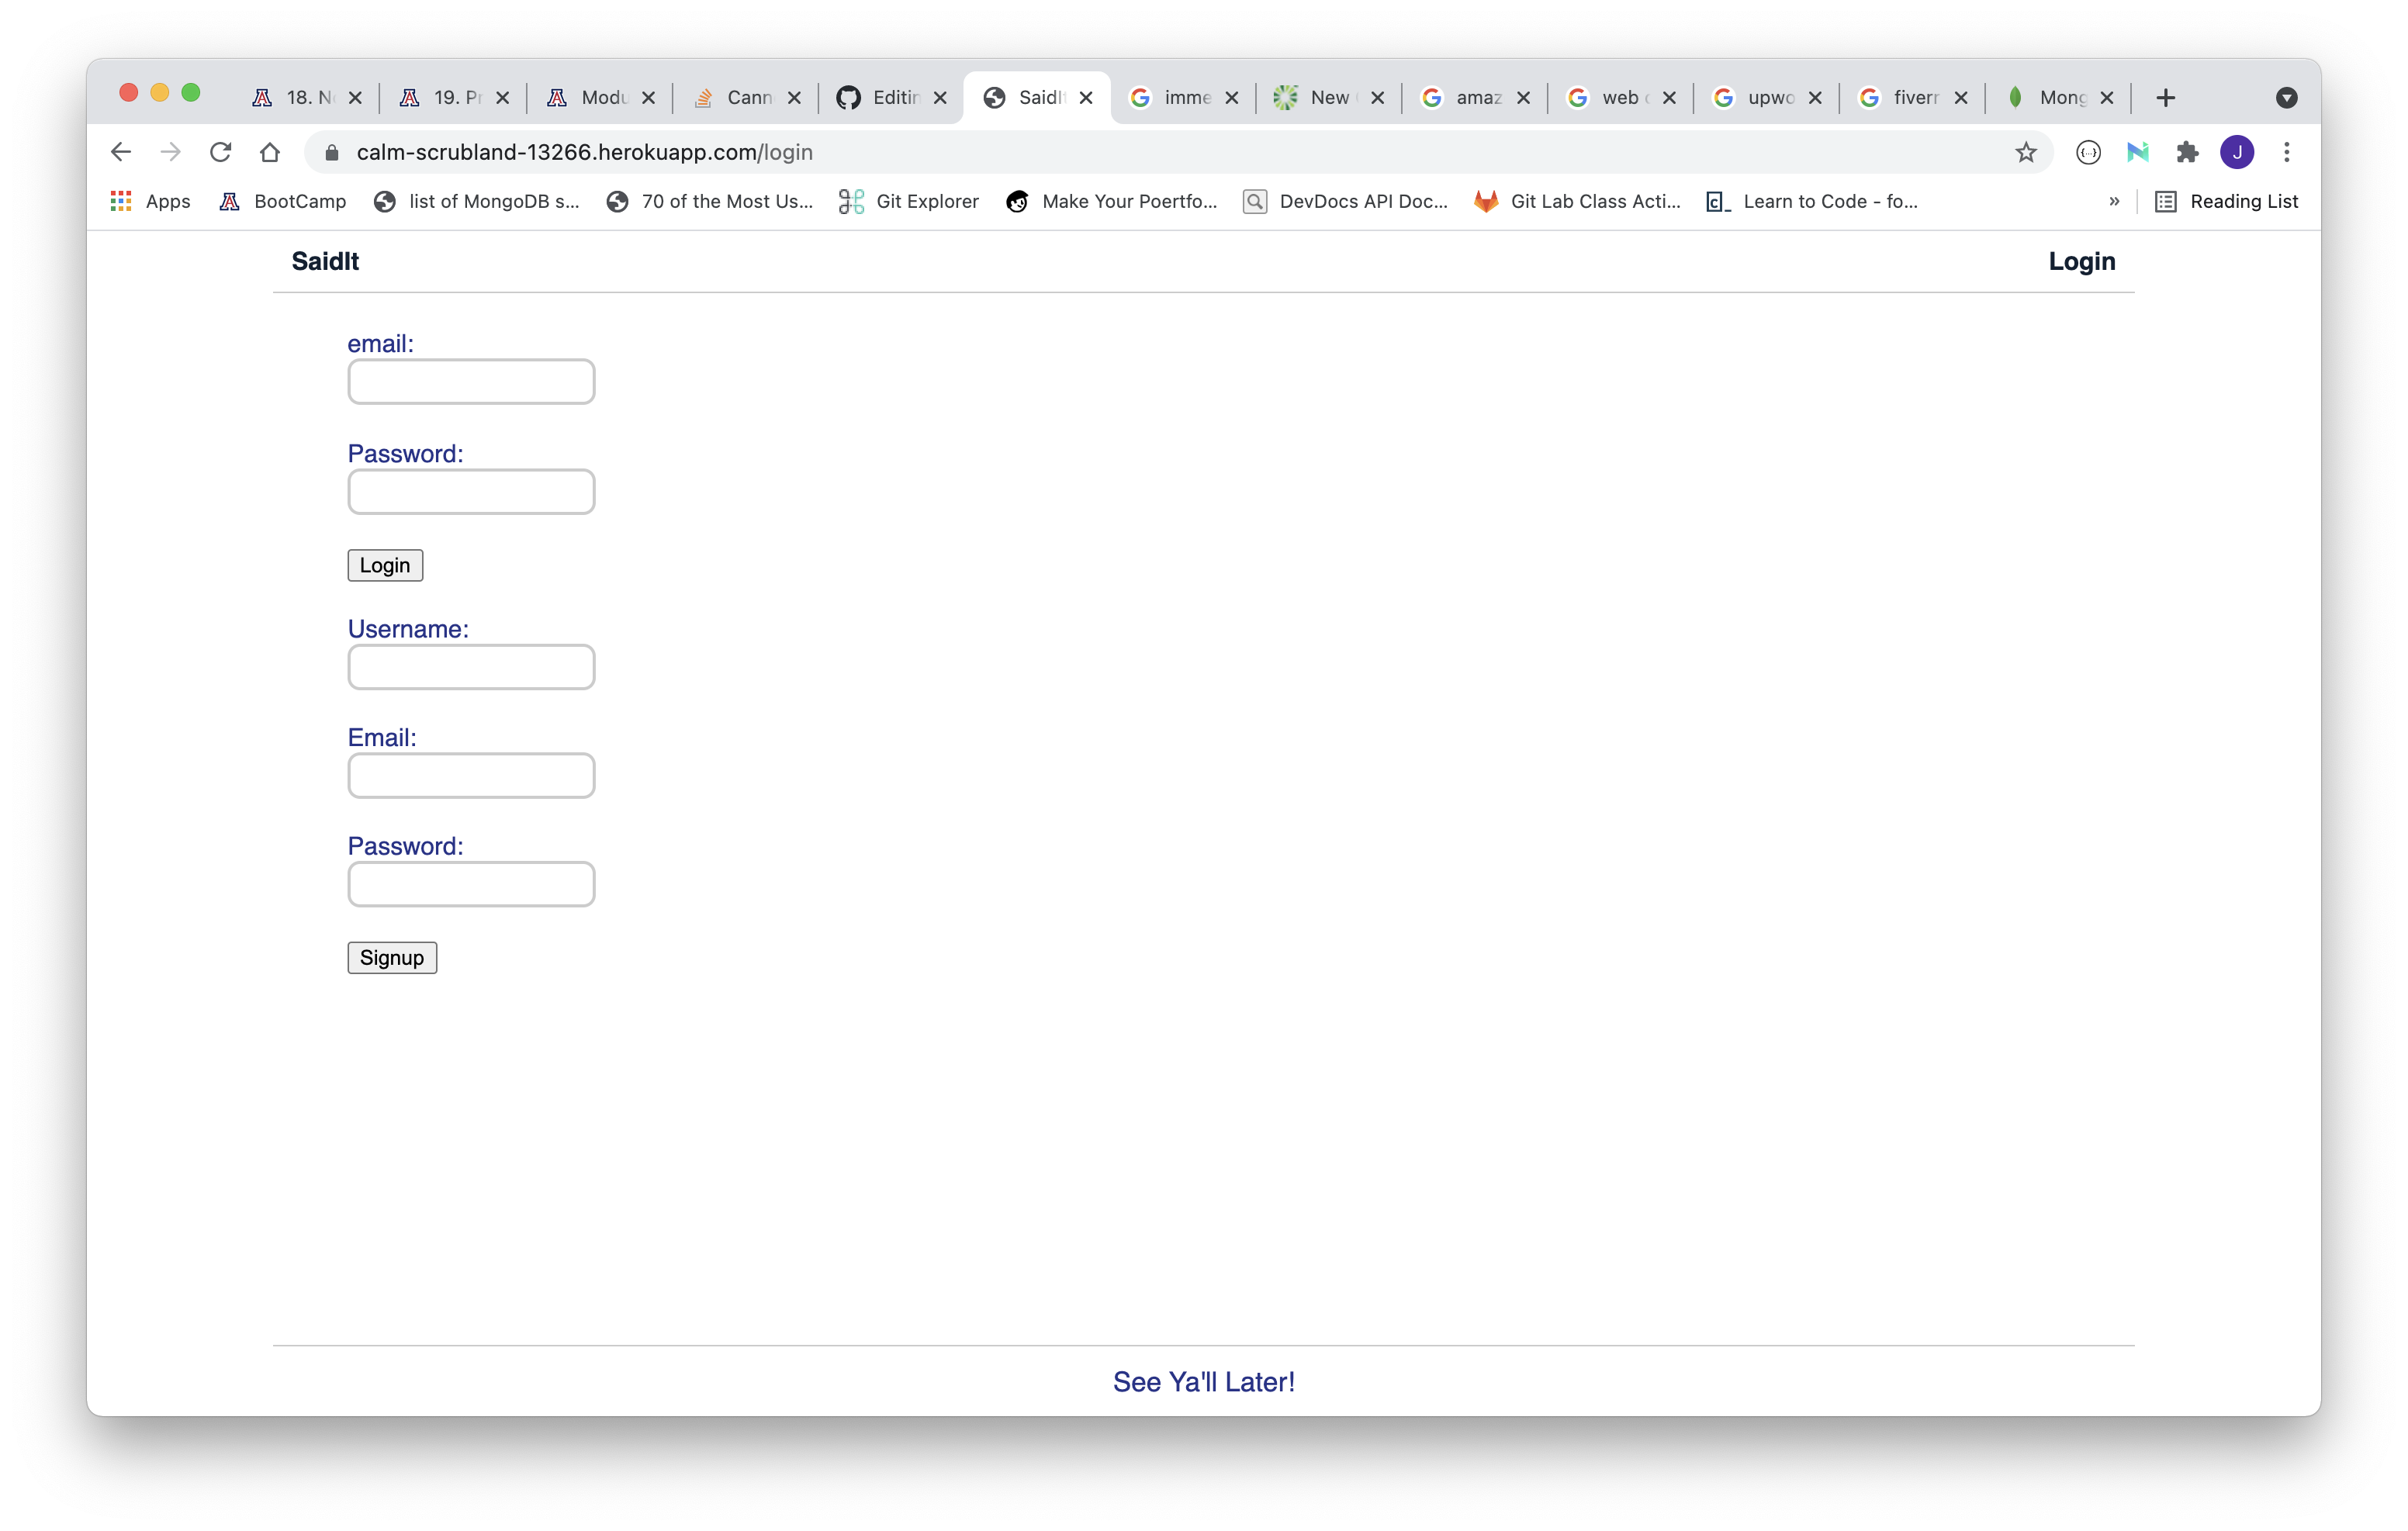 18. N 19. Pr Modu Cann Editin SaidIt imme New amaz web c upwo fiverr Mong
calm-scrubland-13266.herokuapp.com/login J
Apps BootCamp list of MongoDB s... 70 of the Most Us... Git Explorer Make Your Poertfo... DevDocs API Doc... Git Lab Class Acti... Learn to Code - fo... » Reading List
SaidIt Login
email:
Password:
Login
Username:
Email:
Password:
Signup
See Ya'll Later!